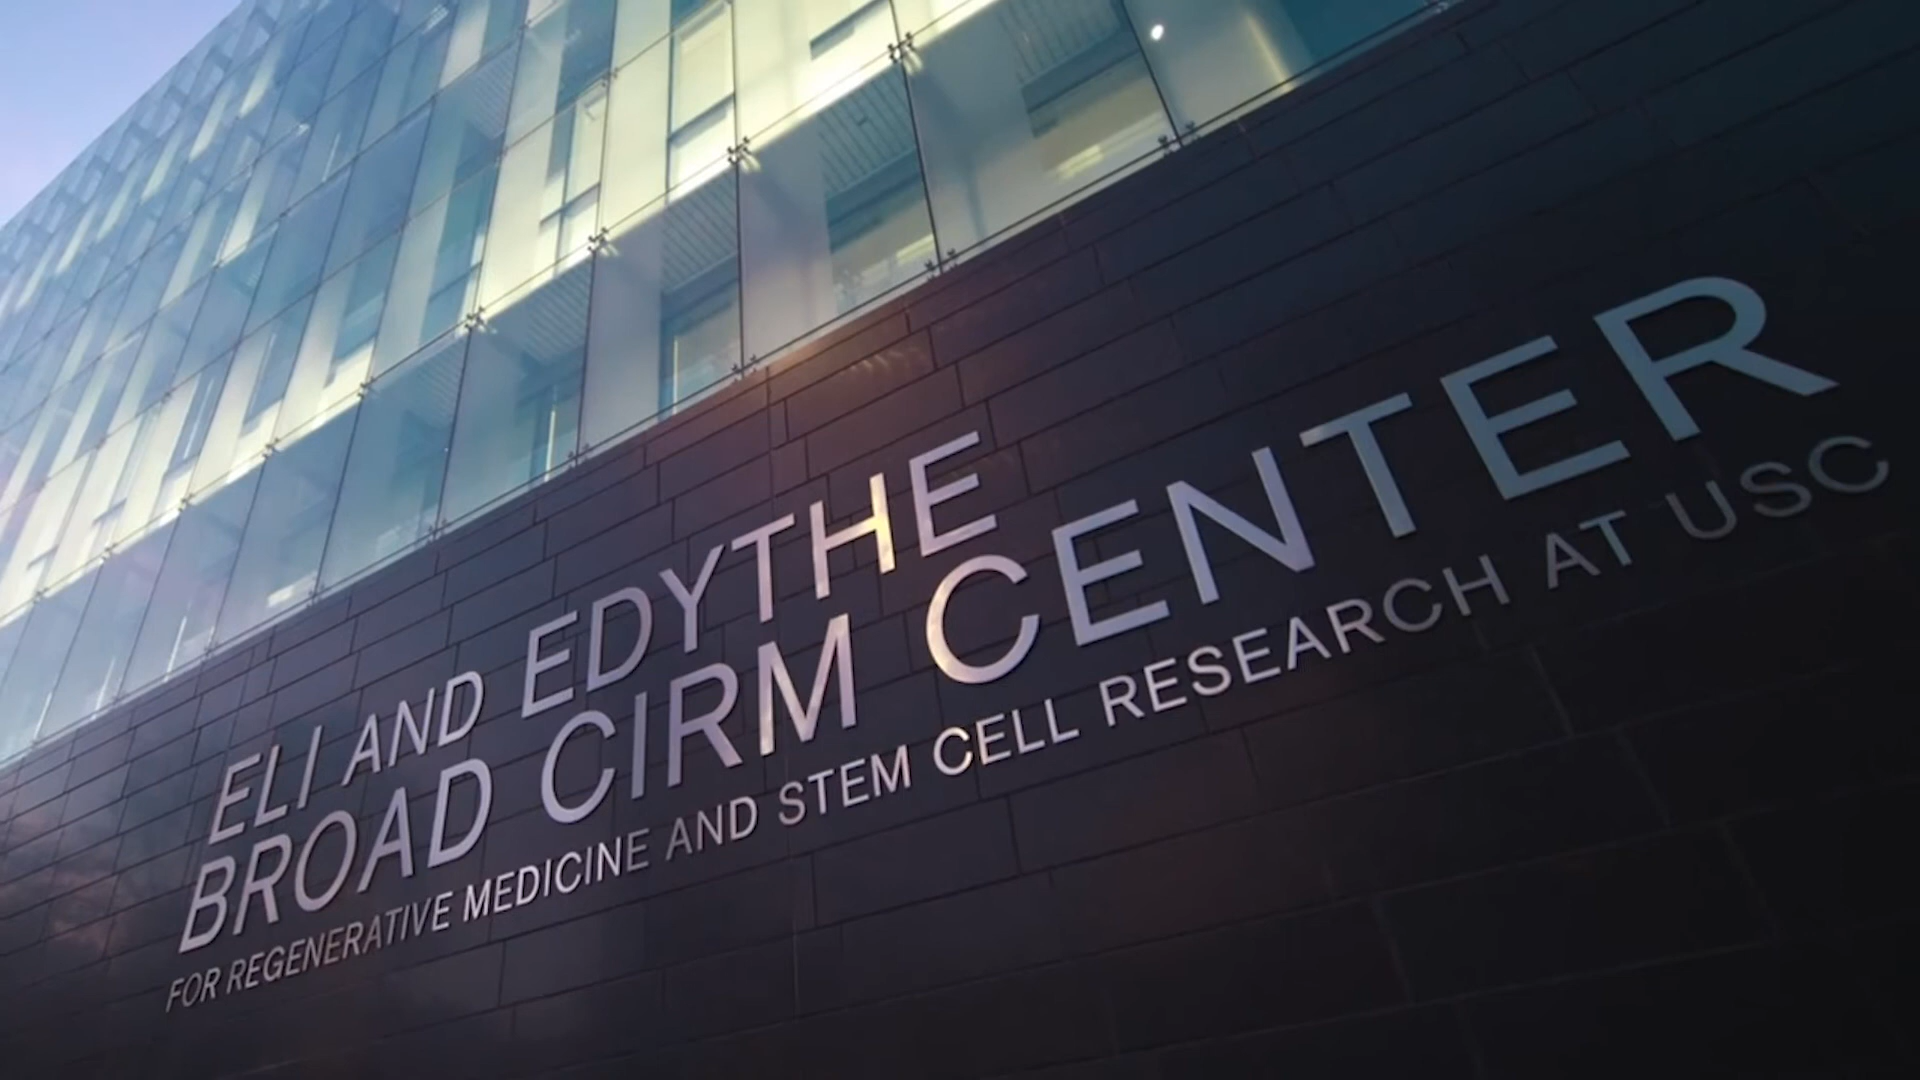 ELI AND EDYTHE
BROAD CIRM CENTER
FOR REGENERATIVE MEDICINE AND STEM CELL RESEARCH AT USC